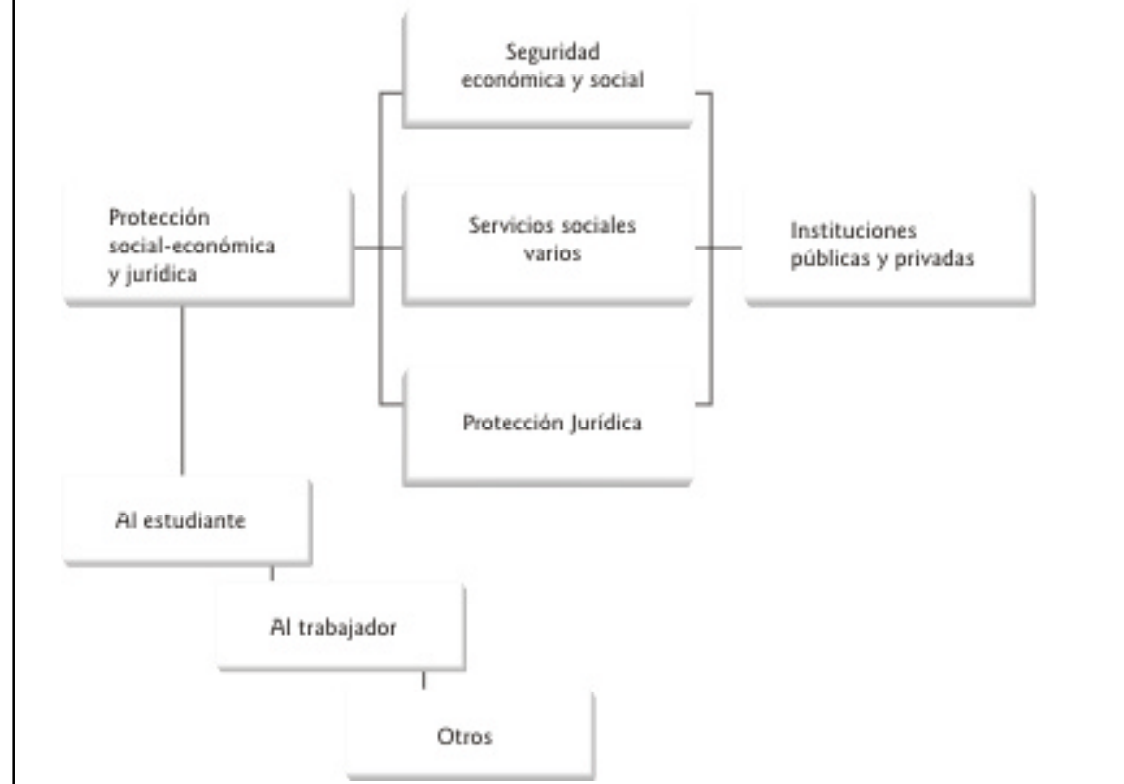 Seguridad
económica y social
Protección
social-económica
y jurídica
Servicios sociales
varios
Instituciones
públicas y privadas
Protección Jurídica
Al estudiante
Al trabajador
Otros